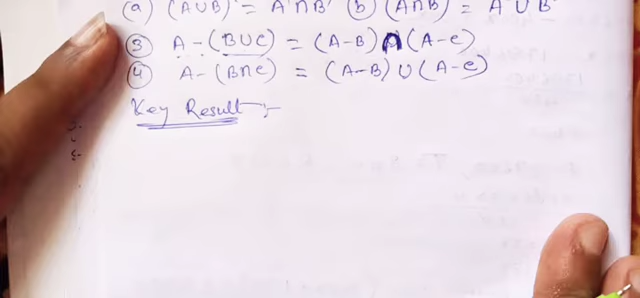 (a) (A∪B)' = A'∩B' (b) (A∩B)' = A'∪B'
③ A-(B∪C) = (A-B)∩(A-C)
④ A-(B∩C) = (A-B)∪(A-C)
Key Result :-